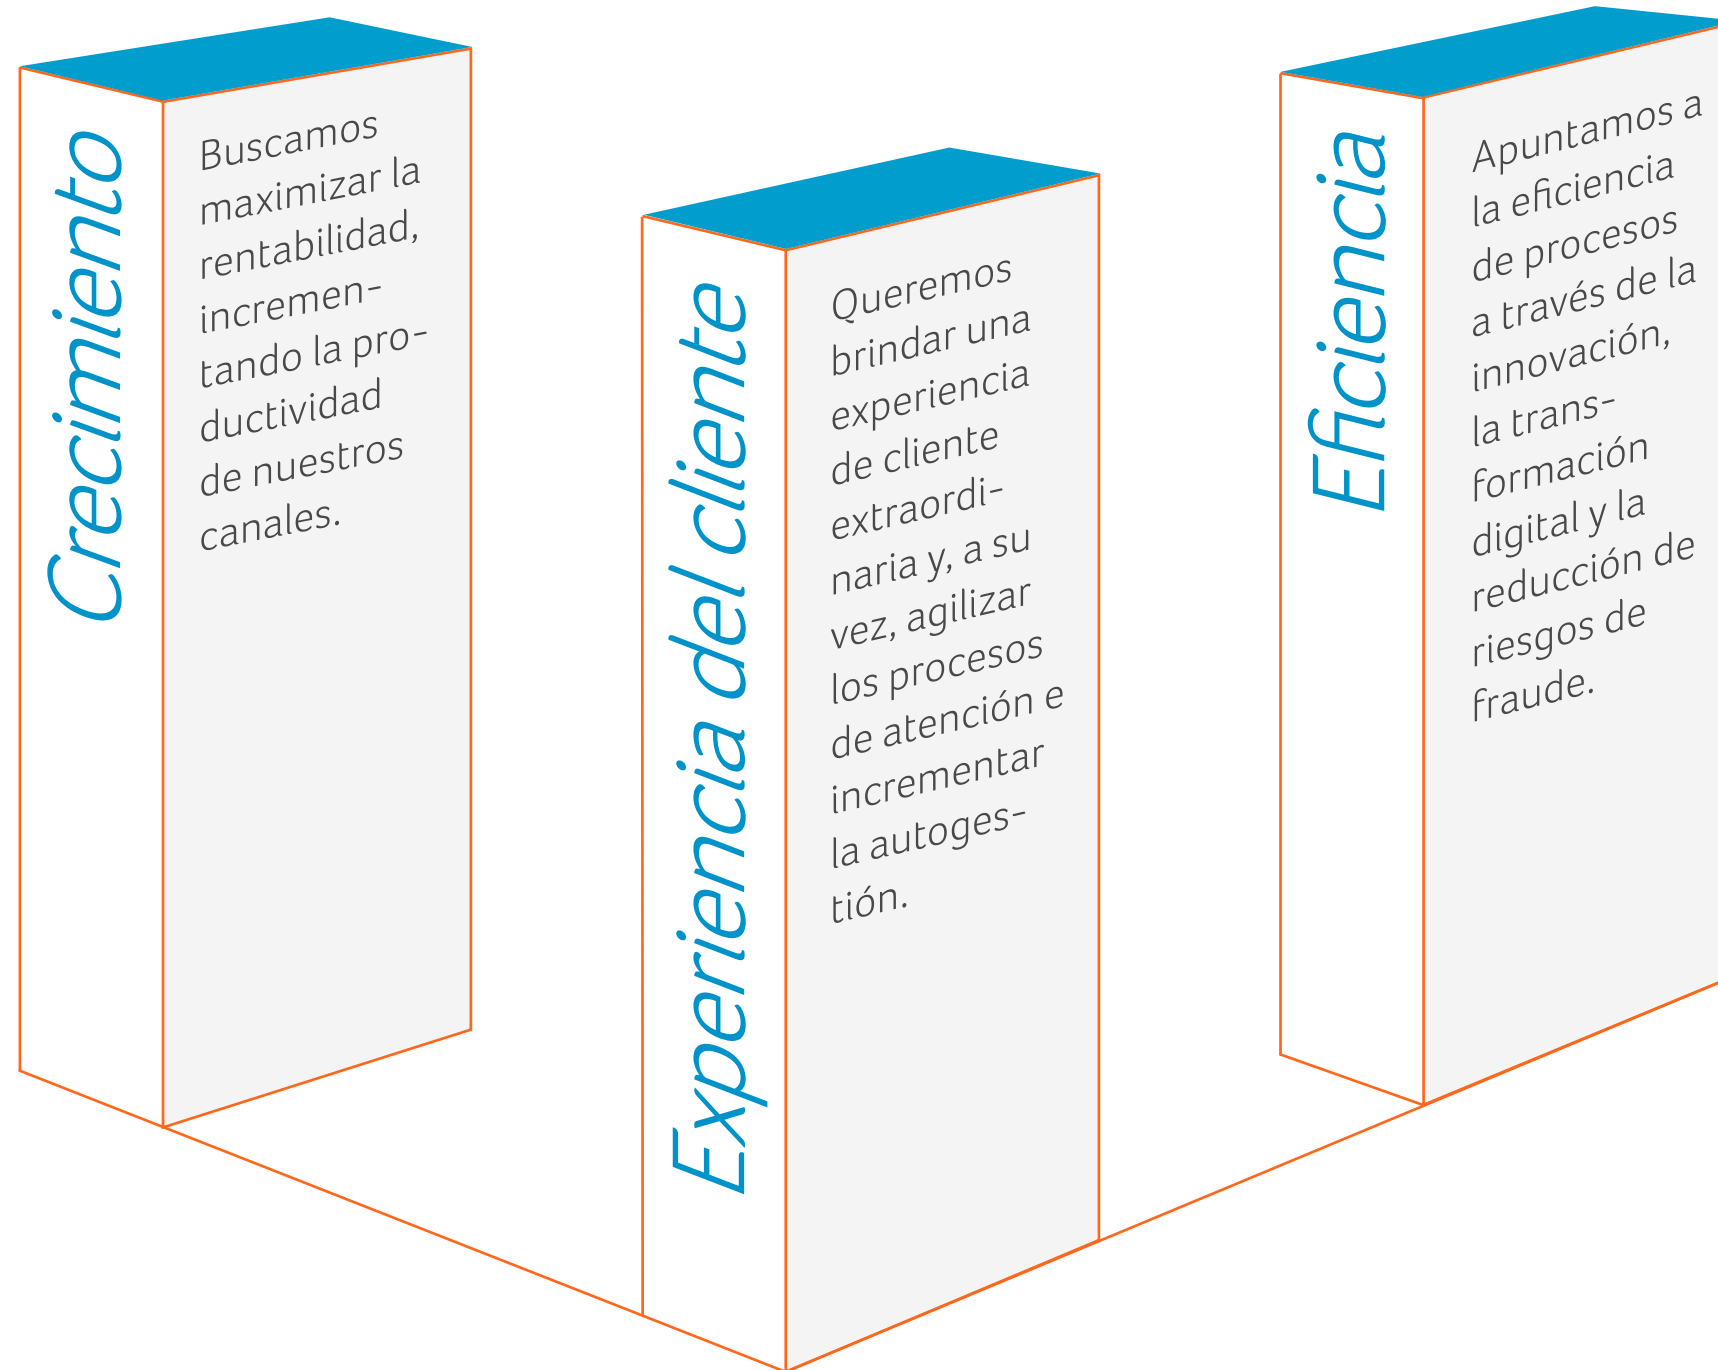 Crecimiento
Buscamos
maximizar la
rentabilidad,
incremen-
tando la pro-
ductividad
de nuestros
canales.
Experiencia del cliente
Queremos
brindar una
experiencia
de cliente
extraordi-
naria y, a su
vez, agilizar
los procesos
de atención e
incrementar
la autoges-
tión.
Eficiencia
Apuntamos a
la eficiencia
de procesos
a través de la
innovación,
la trans-
formación
digital y la
reducción de
riesgos de
fraude.